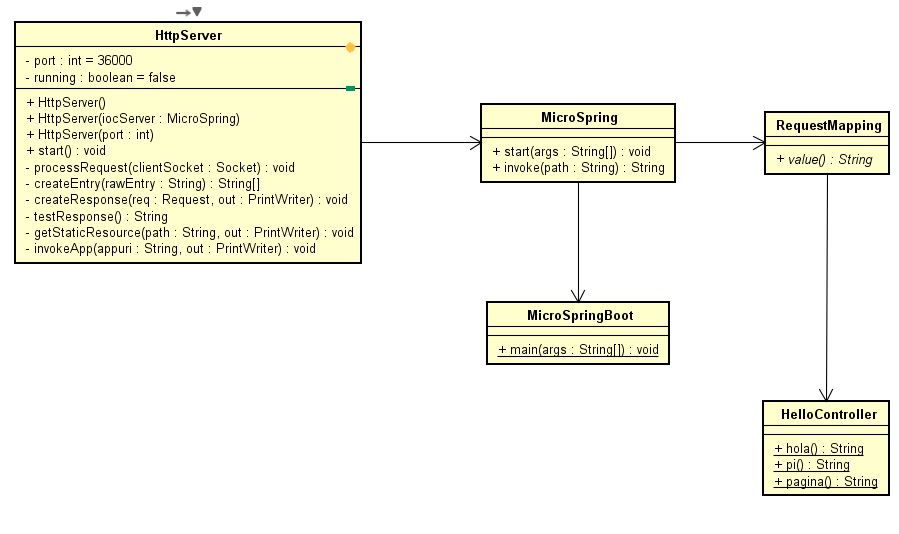 HttpServer
- port : int = 36000
- running : boolean = false
+ HttpServer()
+ HttpServer(iocServer : MicroSpring)
+ HttpServer(port : int)
+ start() : void
- processRequest(clientSocket : Socket) : void
- createEntry(rawEntry : String) : String[]
- createResponse(req : Request, out : PrintWriter) : void
- testResponse() : String
- getStaticResource(path : String, out : PrintWriter) : void
- invokeApp(appuri : String, out : PrintWriter) : void
MicroSpring
+ start(args : String[]) : void
+ invoke(path : String) : String
RequestMapping
+ value() : String
MicroSpringBoot
+ main(args : String[]) : void
HelloController
+ hola() : String
+ pi() : String
+ pagina() : String